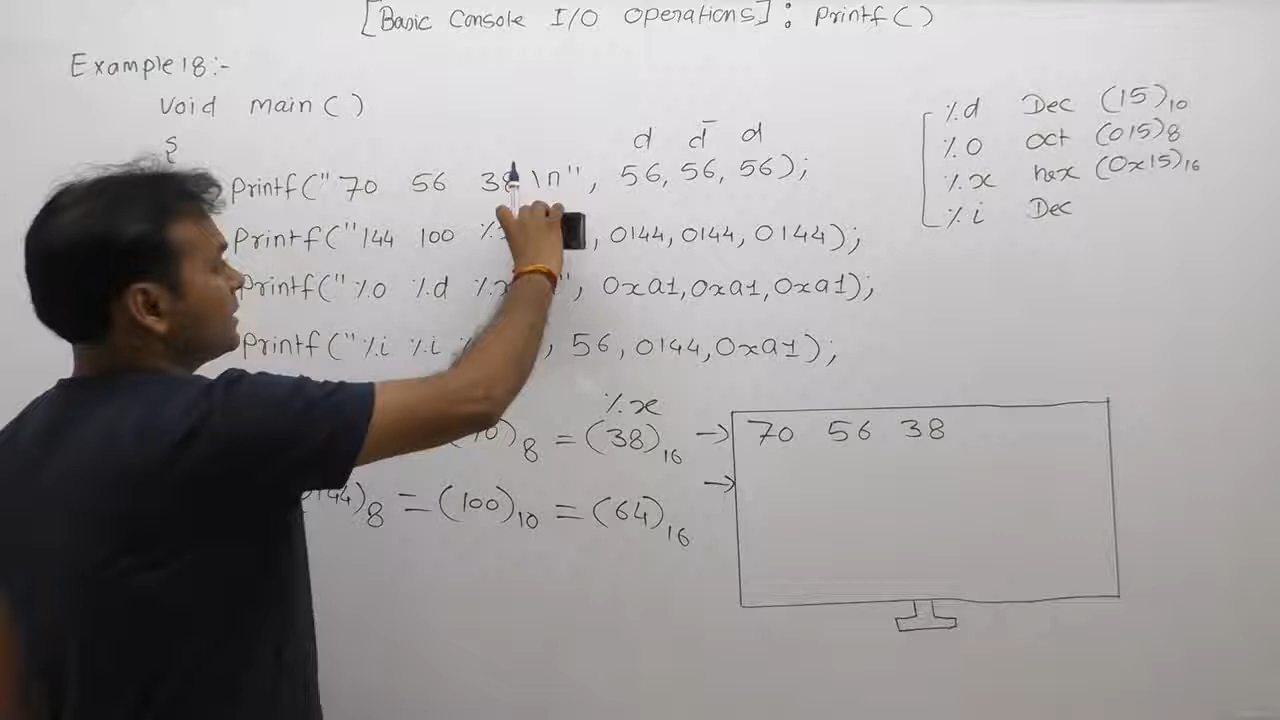 [Basic Console I/O Operations]: Printf()
Example 18:-
Void main()
{
d d d
Printf("70 56 38 \n", 56, 56, 56);
Printf("144 100 , 0144, 0144, 0144);
Printf("%o %d %x ", 0xa1, 0xa1, 0xa1);
Printf("%i %i , 56, 0144, 0xa1);
%d Dec (15)10
%o Oct (015)8
%x hex (0x15)16
%i Dec
%x
)8 = (38)16 →
)8 = (100)10 = (64)16 →
70 56 38